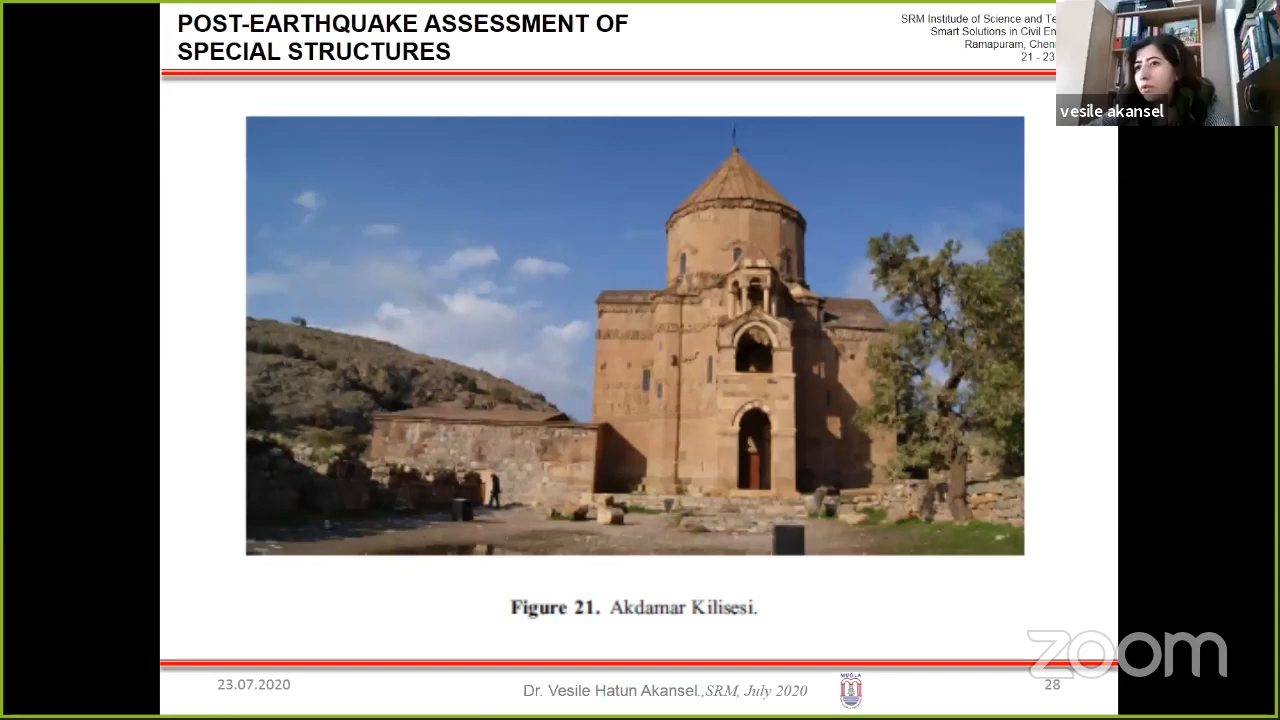 POST-EARTHQUAKE ASSESSMENT OF
SPECIAL STRUCTURES
SRM Institude of Science and Te
Smart Solutions in Civil En
Ramapuram, Chen
21 - 23
vesile akansel
Figure 21. Akdamar Kilisesi.
zoom
23.07.2020
Dr. Vesile Hatun Akansel.,SRM, July 2020
MUĞLA
28